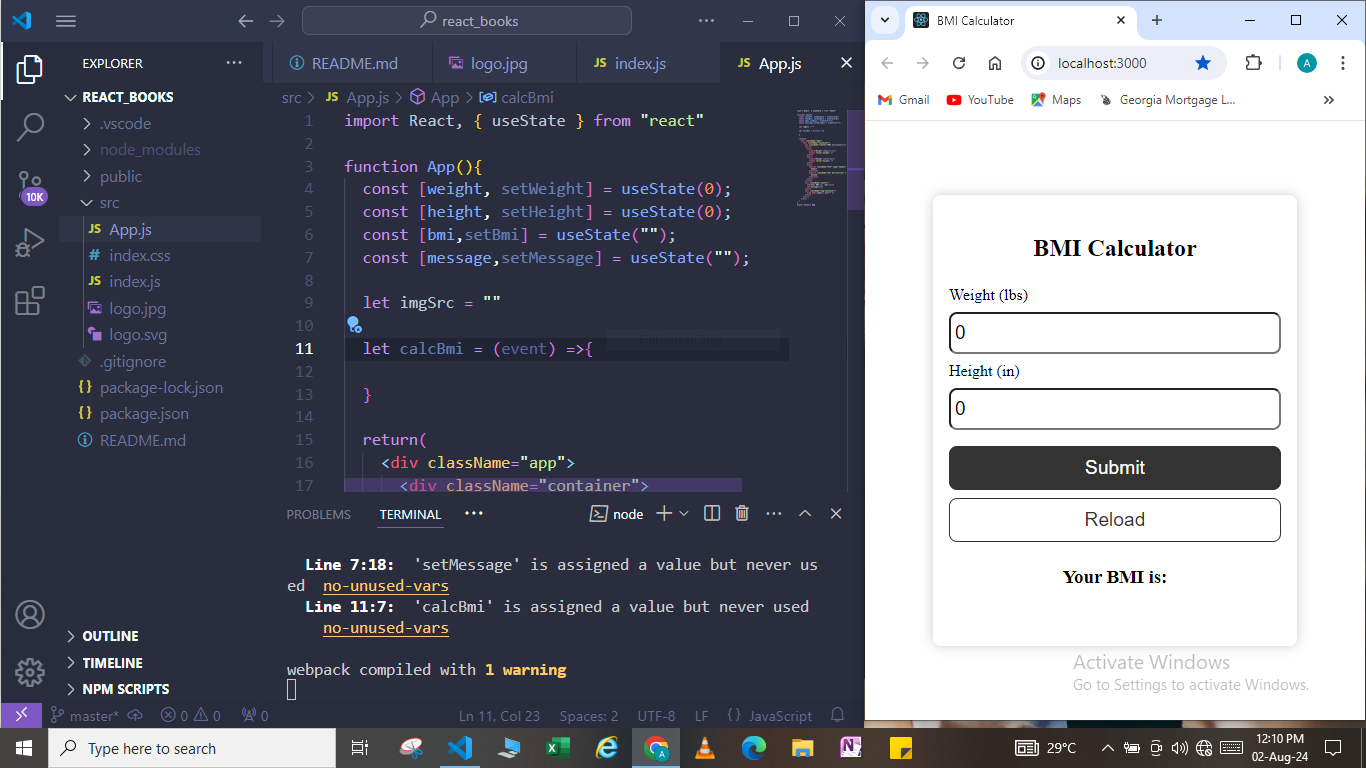 react_books
EXPLORER
README.md
logo.jpg
JS index.js
JS App.js
REACT_BOOKS
src > JS App.js > App > calcBmi
.vscode
node_modules
public
src
JS App.js
# index.css
JS index.js
logo.jpg
logo.svg
.gitignore
{} package-lock.json
{} package.json
README.md
10K
1 import React, { useState } from "react"
2
3 function App(){
4 const [weight, setWeight] = useState(0);
5 const [height, setHeight] = useState(0);
6 const [bmi,setBmi] = useState("");
7 const [message,setMessage] = useState("");
8
9 let imgSrc = ""
10
11 let calcBmi = (event) =>{
12
13 }
14
15 return(
16 <div className="app">
17 <div className="container">
PROBLEMS
TERMINAL
node
Line 7:18: 'setMessage' is assigned a value but never us
ed no-unused-vars
Line 11:7: 'calcBmi' is assigned a value but never used
no-unused-vars
webpack compiled with 1 warning
OUTLINE
TIMELINE
NPM SCRIPTS
master* 0 0 0 Ln 11, Col 23 Spaces: 2 UTF-8 LF {} JavaScript
BMI Calculator
localhost:3000
A
Gmail YouTube Maps Georgia Mortgage L...
BMI Calculator
Weight (lbs)
0
Height (in)
0
Submit
Reload
Your BMI is:
Activate Windows
Go to Settings to activate Windows.
Type here to search
29°C
12:10 PM
02-Aug-24